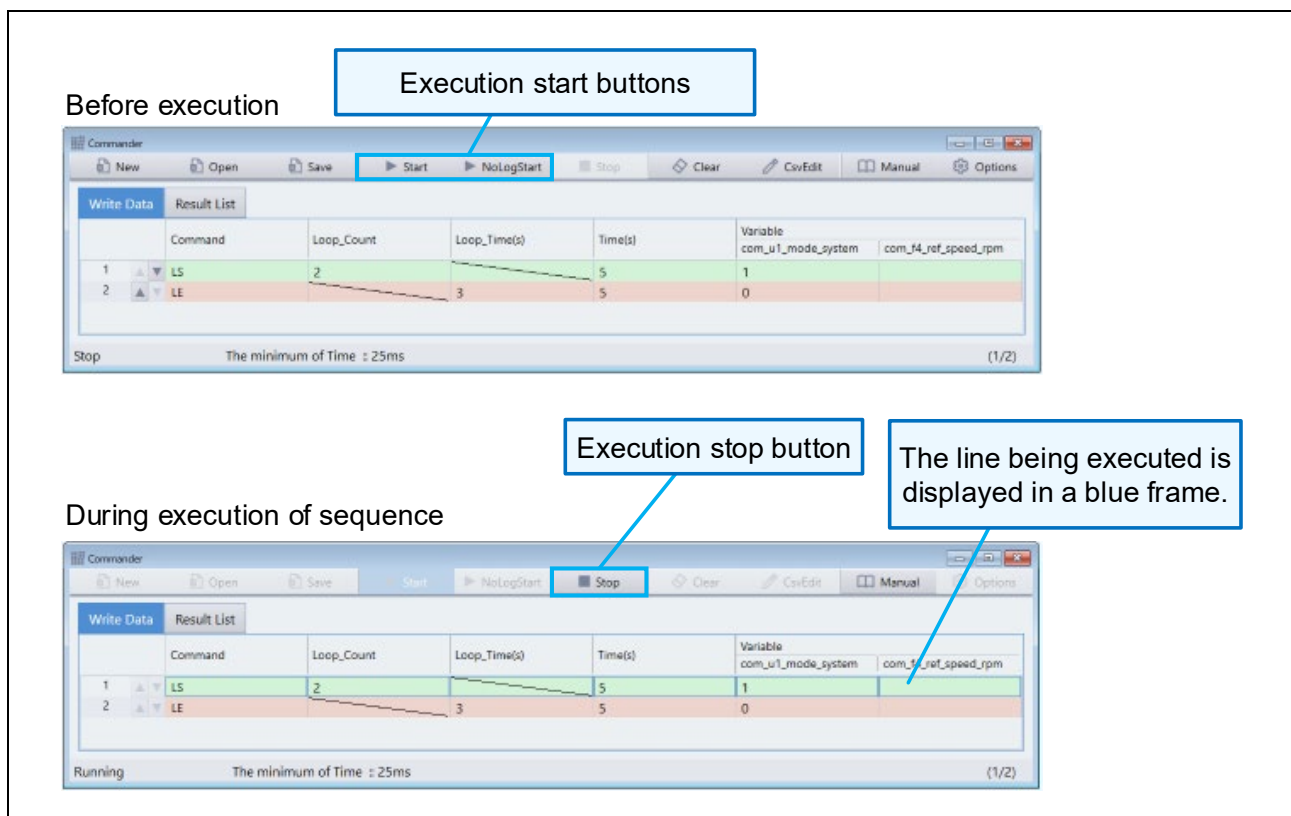 Execution start buttons
Before execution
Commander
New Open Save Start NoLogStart Stop Clear CsvEdit Manual Options
Write Data Result List
Command Loop_Count Loop_Time(s) Time(s) Variable
com_u1_mode_system com_f4_ref_speed_rpm
1 LS 2 5 1
2 LE 3 5 0
Stop The minimum of Time : 25ms (1/2)
Execution stop button
The line being executed is
displayed in a blue frame.
During execution of sequence
Commander
New Open Save Start NoLogStart Stop Clear CsvEdit Manual Options
Write Data Result List
Command Loop_Count Loop_Time(s) Time(s) Variable
com_u1_mode_system com_f4_ref_speed_rpm
1 LS 2 5 1
2 LE 3 5 0
Running The minimum of Time : 25ms (1/2)